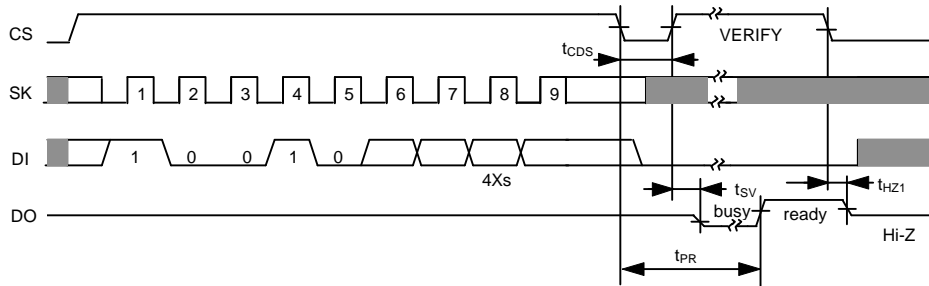 CS
VERIFY
tCDS
SK
1 2 3 4 5 6 7 8 9
DI
1 0 0 1 0
4Xs
tSV
tHZ1
DO
busy
ready
Hi-Z
tPR